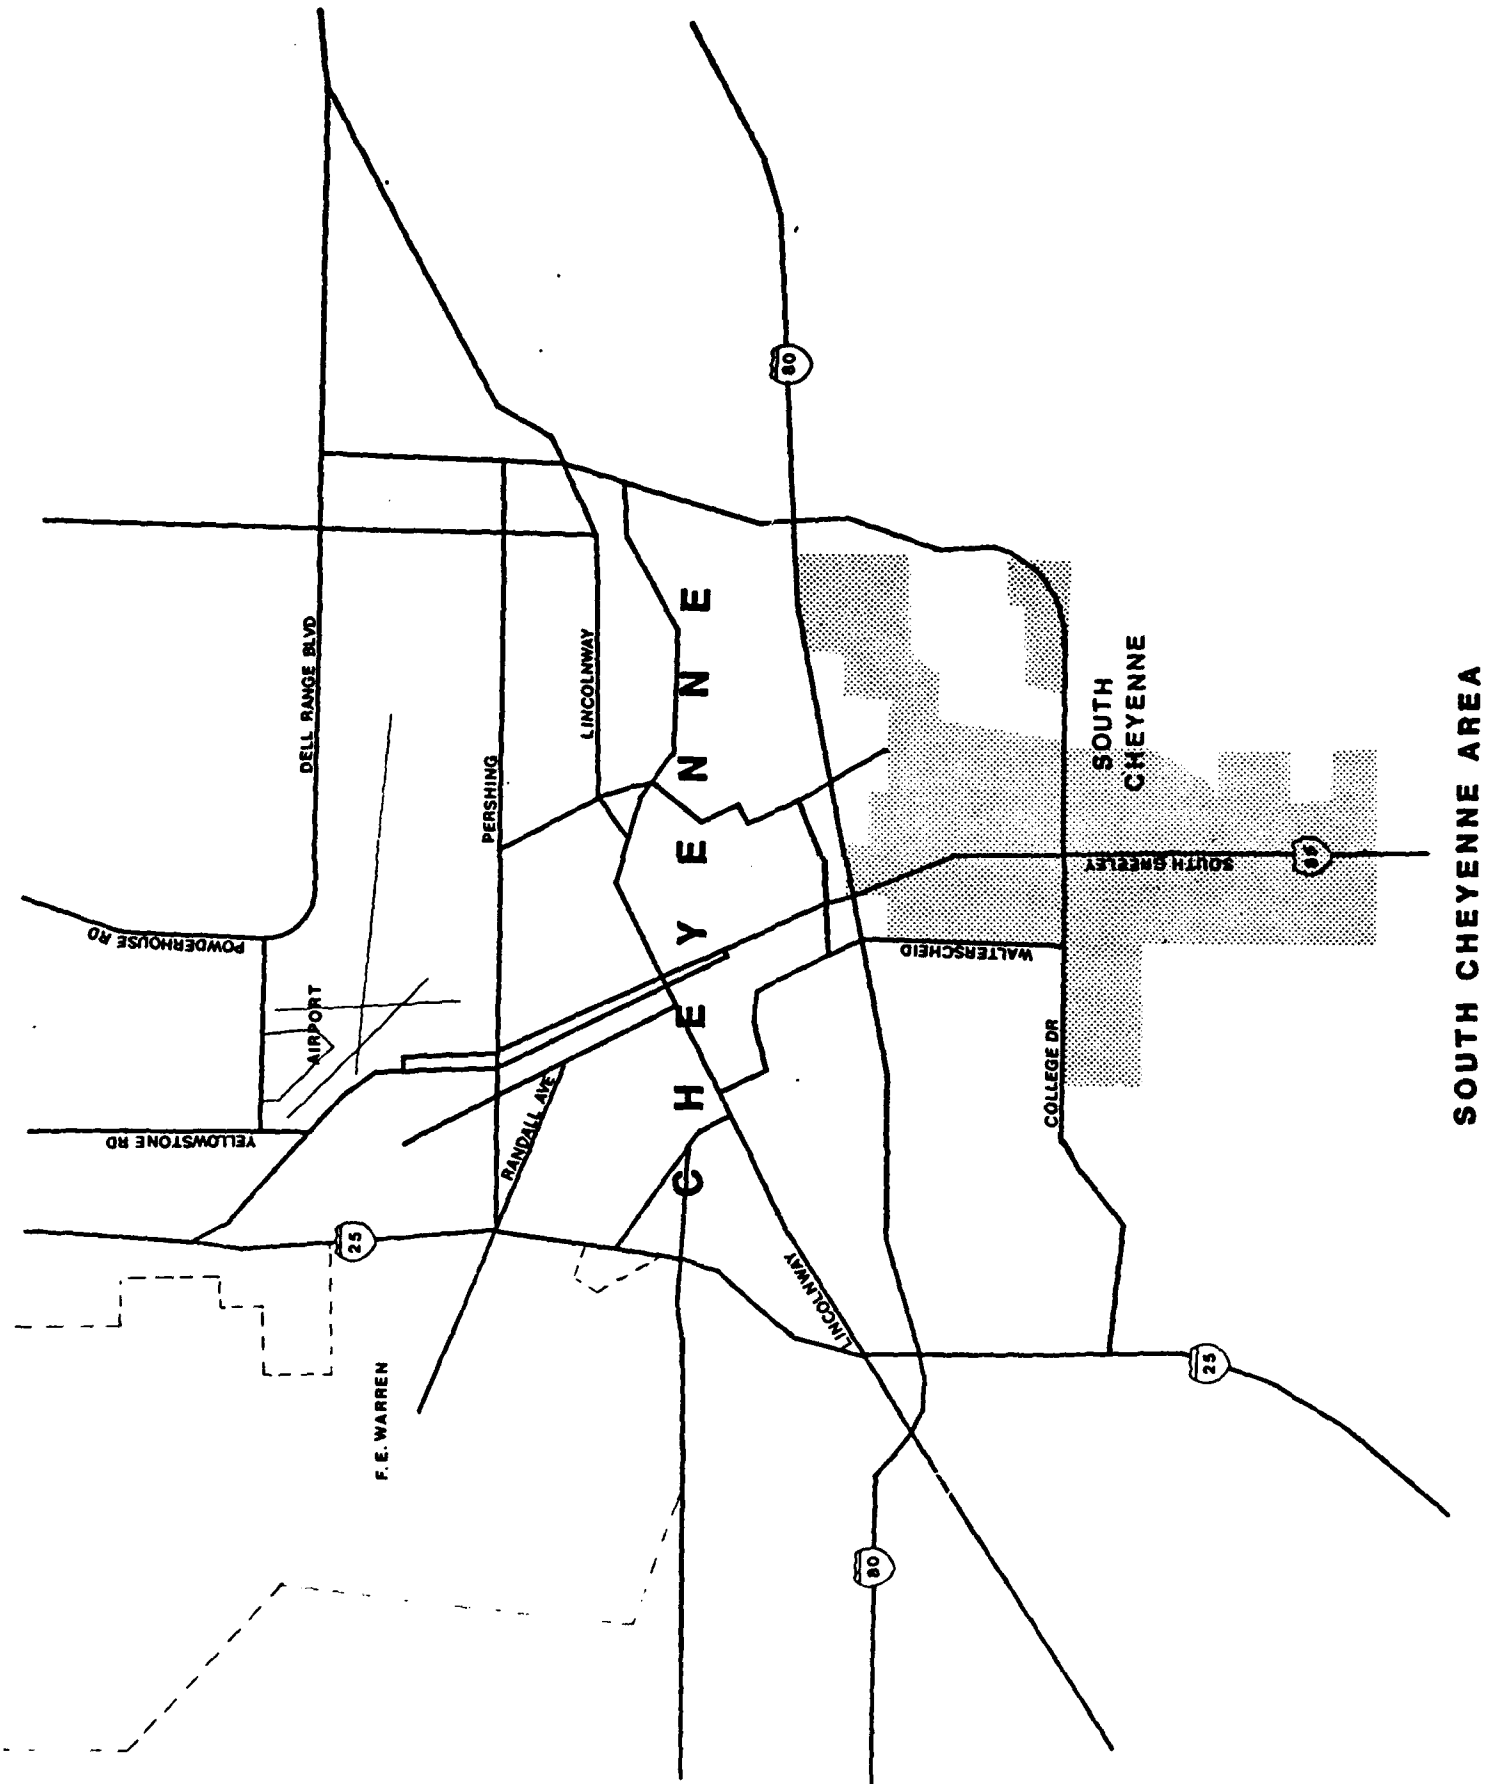 POWDERHOUSE RD
YELLOWSTONE RD
DELL RANGE BLVD
AIRPORT
25
F. E. WARREN
PERSHING
RANDALL AVE
LINCOLNWAY
CHEYENNE
80
LINCOLNWAY
80
WALTERSCHEID
COLLEGE DR
SOUTH
CHEYENNE
SOUTH GREELEY
25
SOUTH CHEYENNE AREA